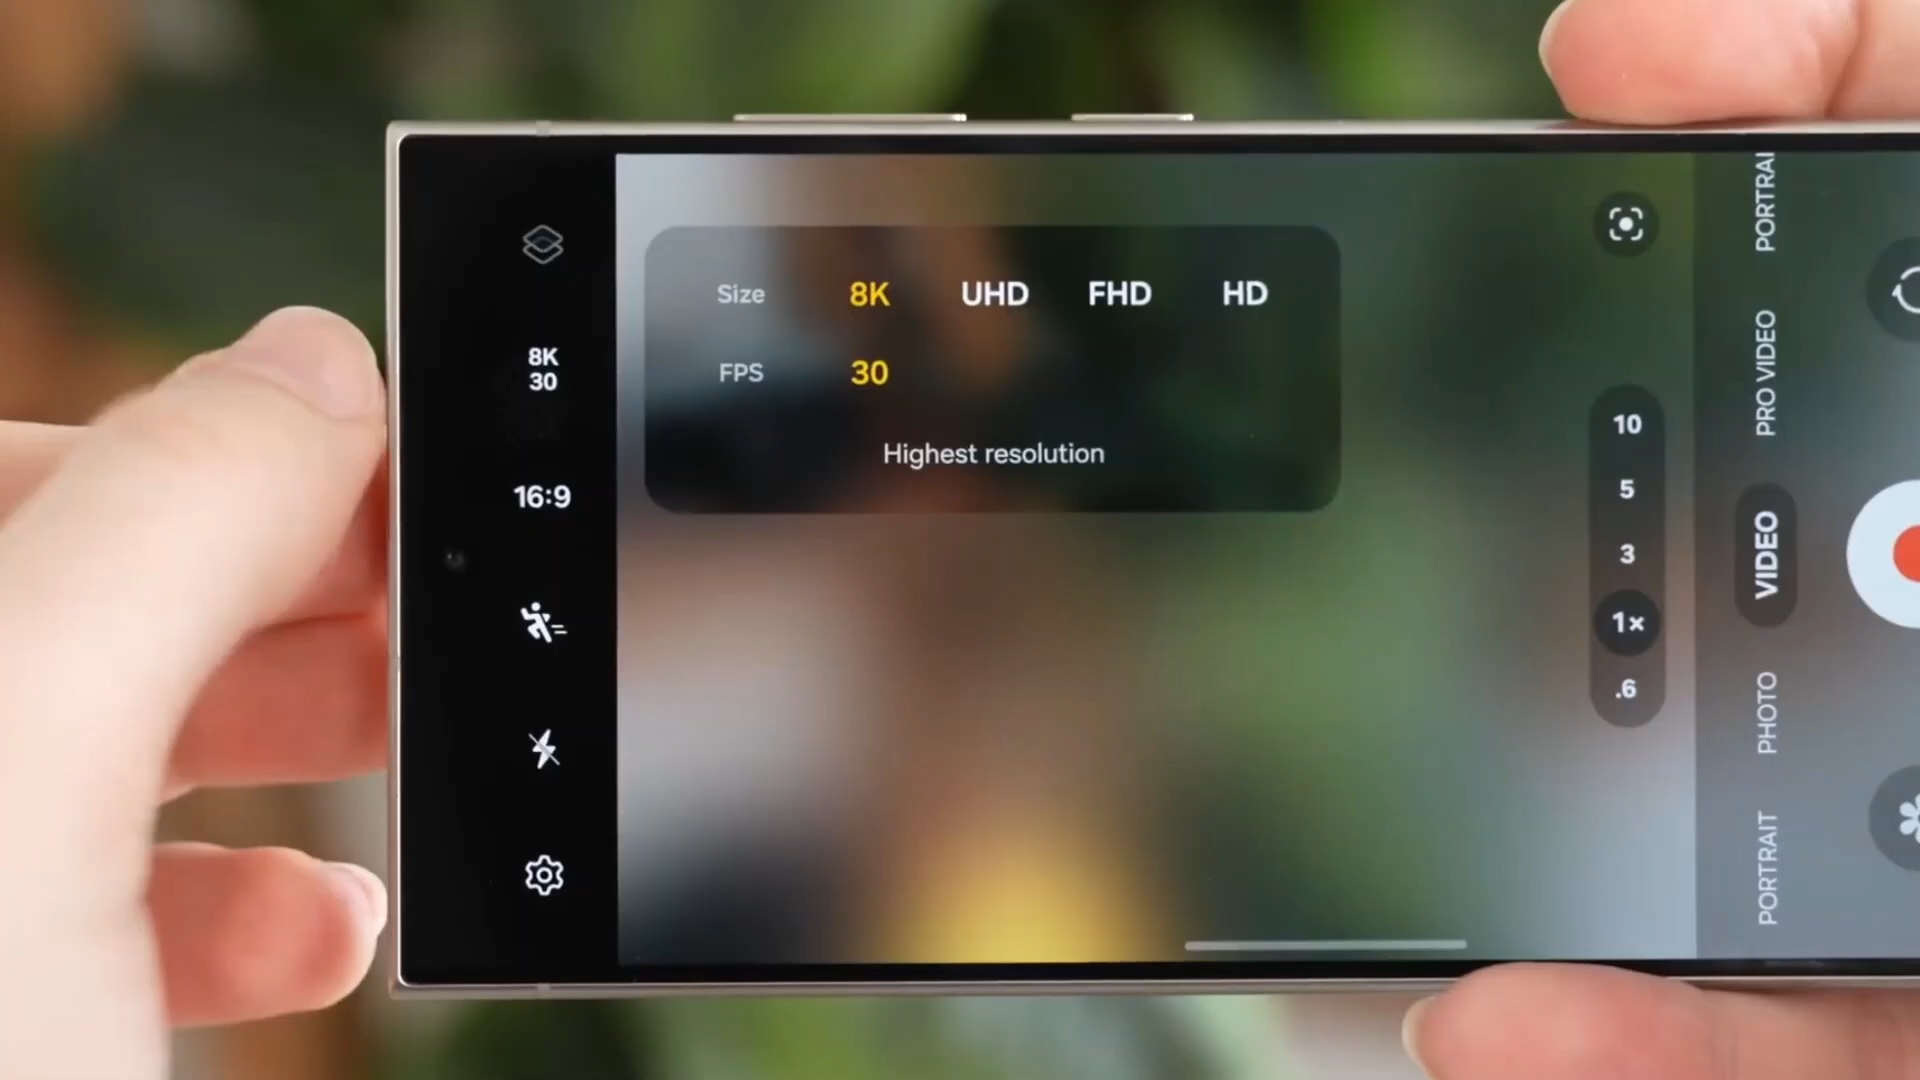 8K
30
16:9
Size 8K UHD FHD HD
FPS 30
Highest resolution
10
5
3
1×
.6
PORTRAI
PRO VIDEO
VIDEO
PHOTO
PORTRAIT